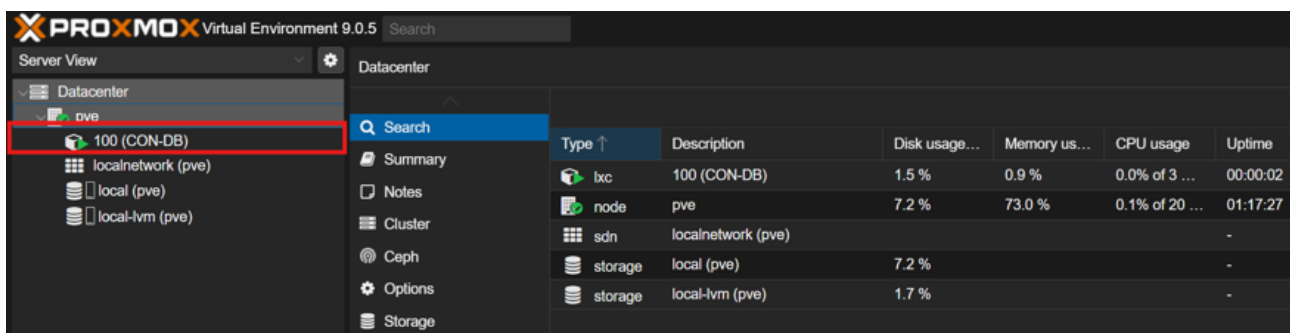 PROXMOX Virtual Environment 9.0.5 Search
Server View
Datacenter
pve
100 (CON-DB)
localnetwork (pve)
local (pve)
local-lvm (pve)
Datacenter
Search
Summary
Notes
Cluster
Ceph
Options
Storage
Type ↑ Description Disk usage... Memory us... CPU usage Uptime
lxc 100 (CON-DB) 1.5 % 0.9 % 0.0% of 3 ... 00:00:02
node pve 7.2 % 73.0 % 0.1% of 20 ... 01:17:27
sdn localnetwork (pve) -
storage local (pve) 7.2 % -
storage local-lvm (pve) 1.7 % -